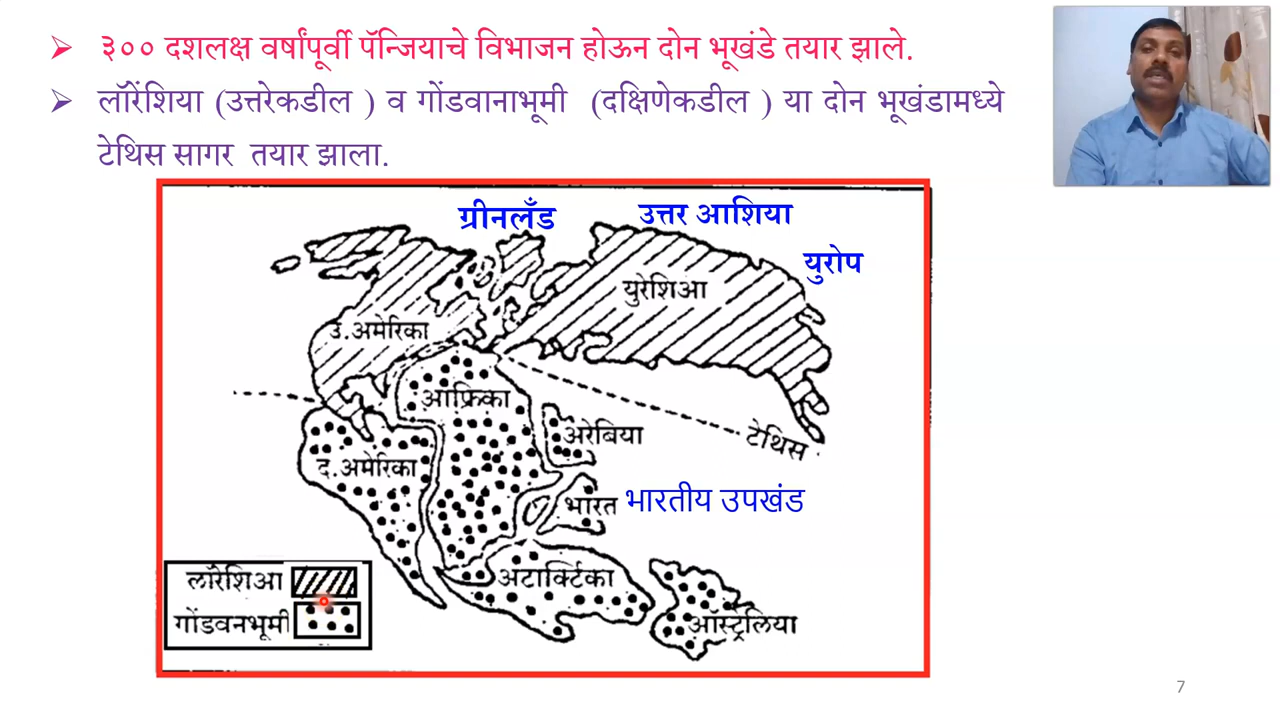 ➢ ३०० दशलक्ष वर्षांपूर्वी पॅन्जियाचे विभाजन होऊन दोन भूखंडे तयार झाले.
➢ लॉरेंशिया (उत्तरेकडील ) व गोंडवानाभूमी (दक्षिणेकडील ) या दोन भूखंडामध्ये
टेथिस सागर तयार झाला.
ग्रीनलँड
उत्तर आशिया
युरोप
युरेशिआ
उ.अमेरिका
आफ्रिका
अरेबिया
टेथिस
द.अमेरिका
भारत भारतीय उपखंड
लॉरेशिआ
अटार्क्टिका
गोंडवनभूमी
ऑस्ट्रेलिया
7